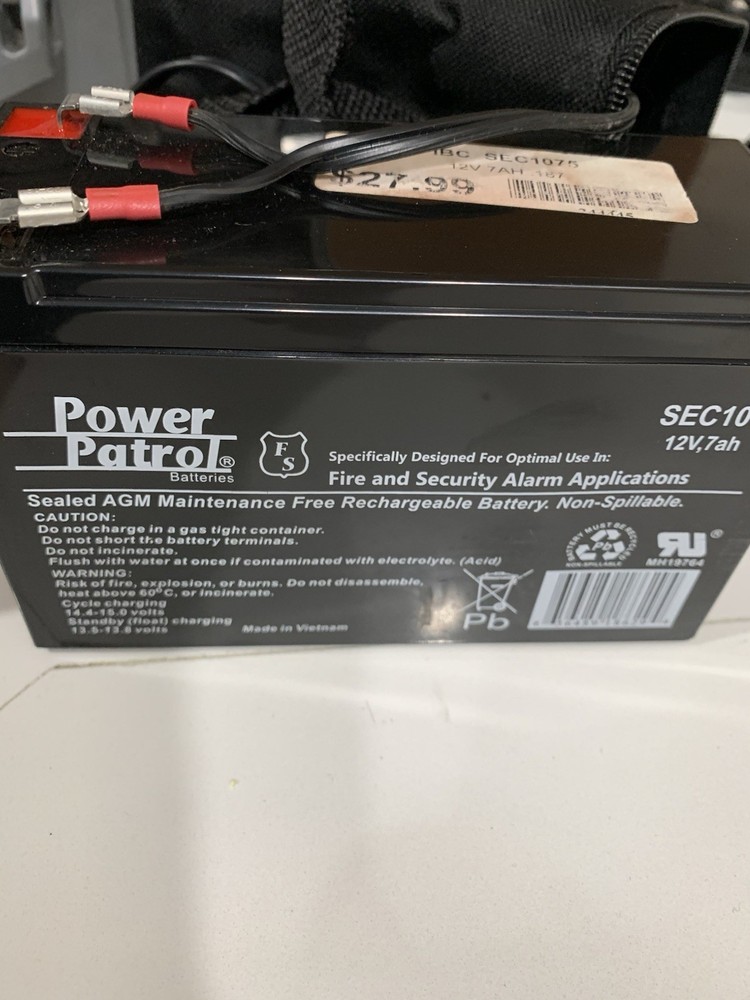 IBC SEC1075
12V 7AH .187
$27.99
Power
Patrol®
Batteries
F
S
SEC10
12V,7ah
Specifically Designed For Optimal Use In:
Fire and Security Alarm Applications
Sealed AGM Maintenance Free Rechargeable Battery. Non-Spillable.
CAUTION:
Do not charge in a gas tight container.
Do not short the battery terminals.
Do not incinerate.
Flush with water at once if contaminated with electrolyte. (Acid)
WARNING:
Risk of fire, explosion, or burns. Do not disassemble,
heat above 60°C, or incinerate.
Cycle charging
14.4-15.0 volts
Standby (float) charging
13.5-13.8 volts
Made in Vietnam
Pb
BATTERY MUST BE RECYCLED
Pb
NON-SPILLABLE
RU®
MH19764